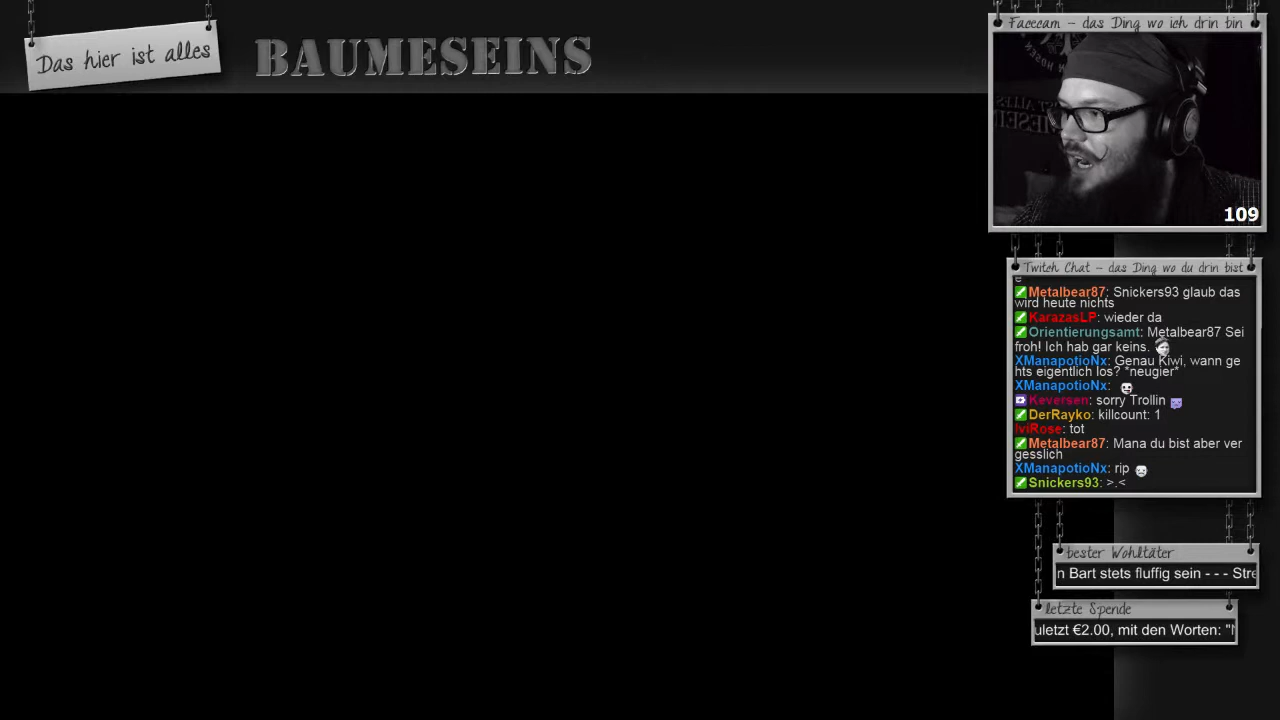 Das hier ist alles
BAUMESEINS
Facecam – das Ding wo ich drin bin
109
Twitch Chat – das Ding wo du drin bist
Metalbear87: Snickers93 glaub das
wird heute nichts
KarazasLP: wieder da
Orientierungsamt: Metalbear87 Sei
froh! Ich hab gar keins.
XManapotioNx: Genau Kiwi, wann ge
hts eigentlich los? *neugier*
XManapotioNx:
Keversen: sorry Trollin
DerRayko: killcount: 1
IviRose: tot
Metalbear87: Mana du bist aber ver
gesslich
XManapotioNx: rip
Snickers93: >.<
bester Wohltäter
n Bart stets fluffig sein - - - Stre
letzte Spende
uletzt €2.00, mit den Worten: "